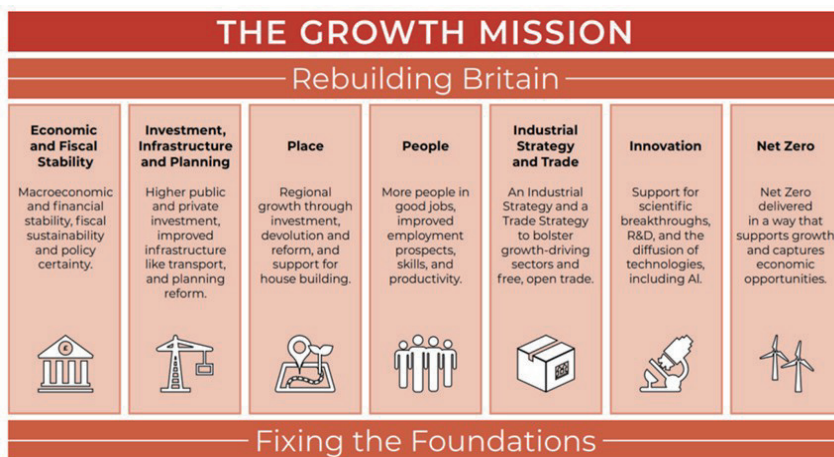 THE GROWTH MISSION
Rebuilding Britain
Economic
and Fiscal
Stability
Macroeconomic
and financial
stability, fiscal
sustainability
and policy
certainty.
Investment,
Infrastructure
and Planning
Higher public
and private
investment,
improved
infrastructure
like transport,
and planning
reform.
Place
Regional
growth through
investment,
devolution and
reform, and
support for
house building.
People
More people in
good jobs,
improved
employment
prospects,
skills, and
productivity.
Industrial
Strategy
and Trade
An Industrial
Strategy and a
Trade Strategy
to bolster
growth-driving
sectors and
free, open trade.
Innovation
Support for
scientific
breakthroughs,
R&D, and the
diffusion of
technologies,
including AI.
Net Zero
Net Zero
delivered
in a way that
supports growth
and captures
economic
opportunities.
£
Fixing the Foundations